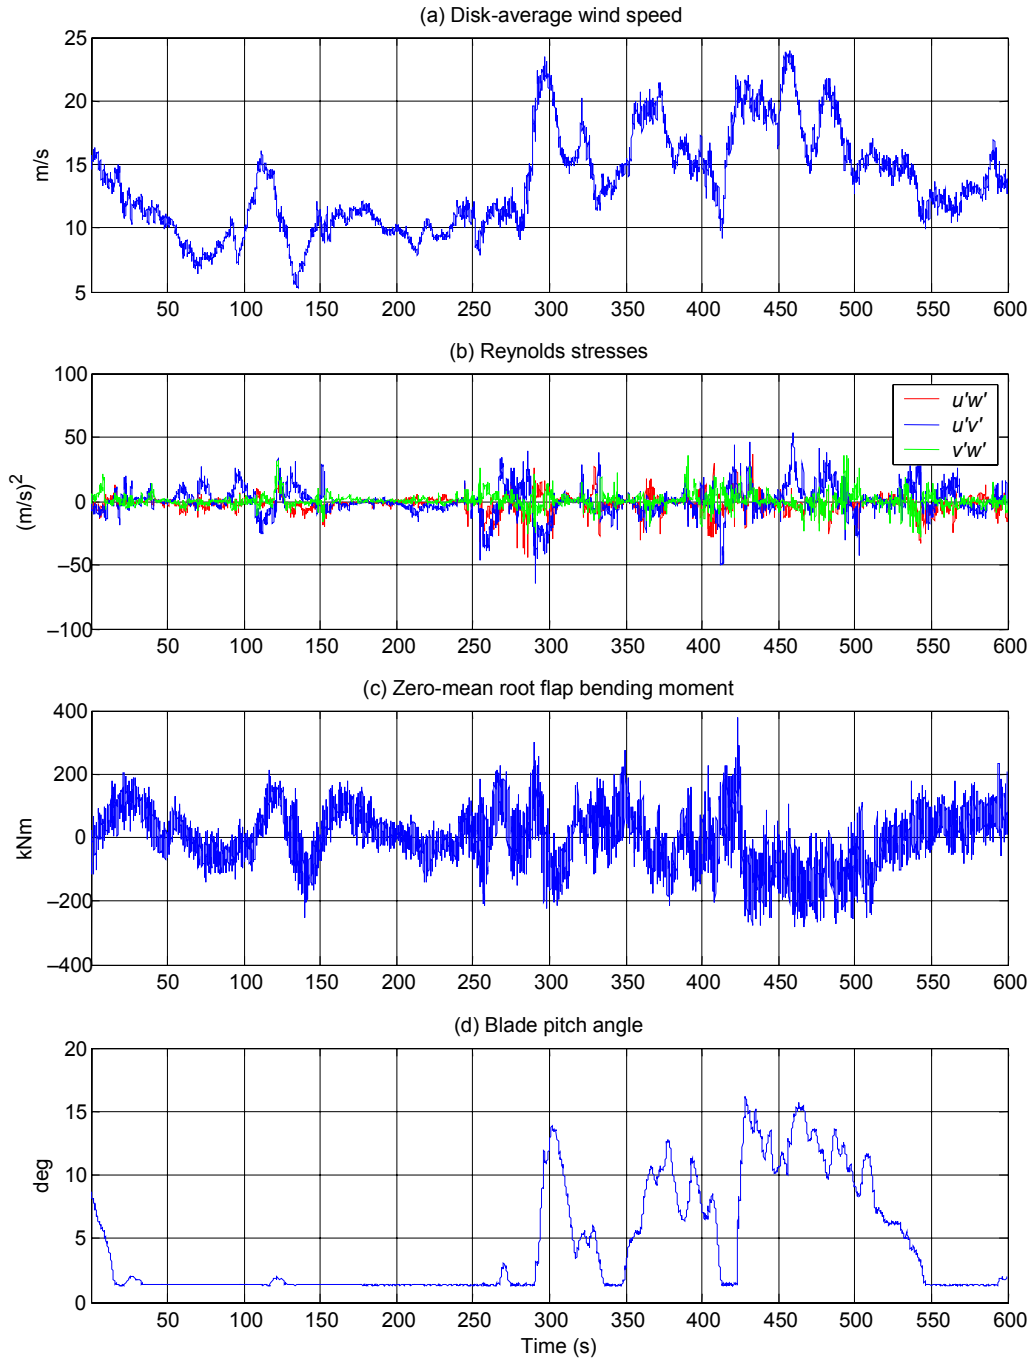 (a) Disk-average wind speed
25
20
15
10
5
m/s
50 100 150 200 250 300 350 400 450 500 550 600
(b) Reynolds stresses
100
50
0
–50
–100
(m/s)²
u'w'
u'v'
v'w'
50 100 150 200 250 300 350 400 450 500 550 600
(c) Zero-mean root flap bending moment
400
200
0
–200
–400
kNm
50 100 150 200 250 300 350 400 450 500 550 600
(d) Blade pitch angle
20
15
10
5
0
deg
50 100 150 200 250 300 350 400 450 500 550 600
Time (s)